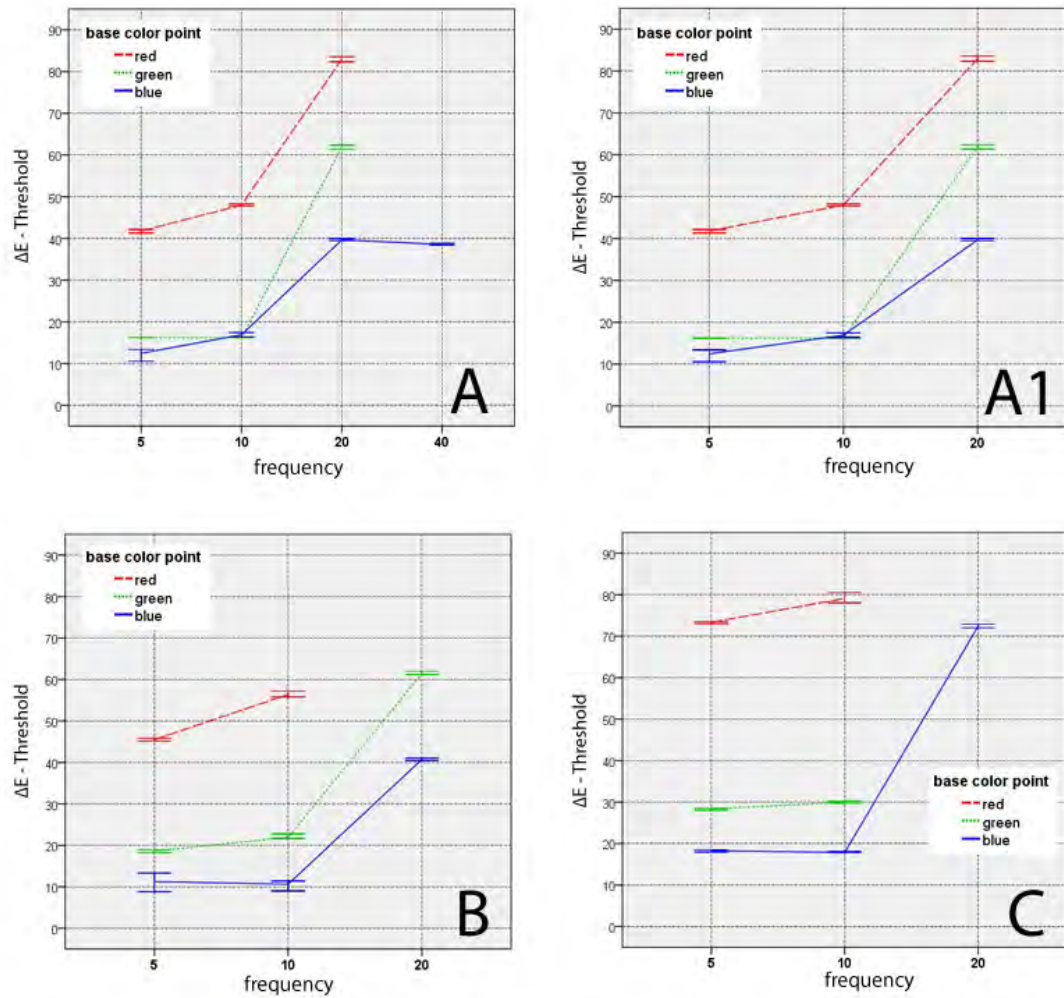 base color point
red
green
blue
90
80
70
60
50
40
30
20
10
0
ΔE - Threshold
5 10 20 40
frequency
A
base color point
red
green
blue
90
80
70
60
50
40
30
20
10
0
ΔE - Threshold
5 10 20
frequency
A1
base color point
red
green
blue
90
80
70
60
50
40
30
20
10
0
ΔE - Threshold
5 10 20
frequency
B
90
80
70
60
50
40
30
20
10
0
ΔE - Threshold
base color point
red
green
blue
5 10 20
frequency
C